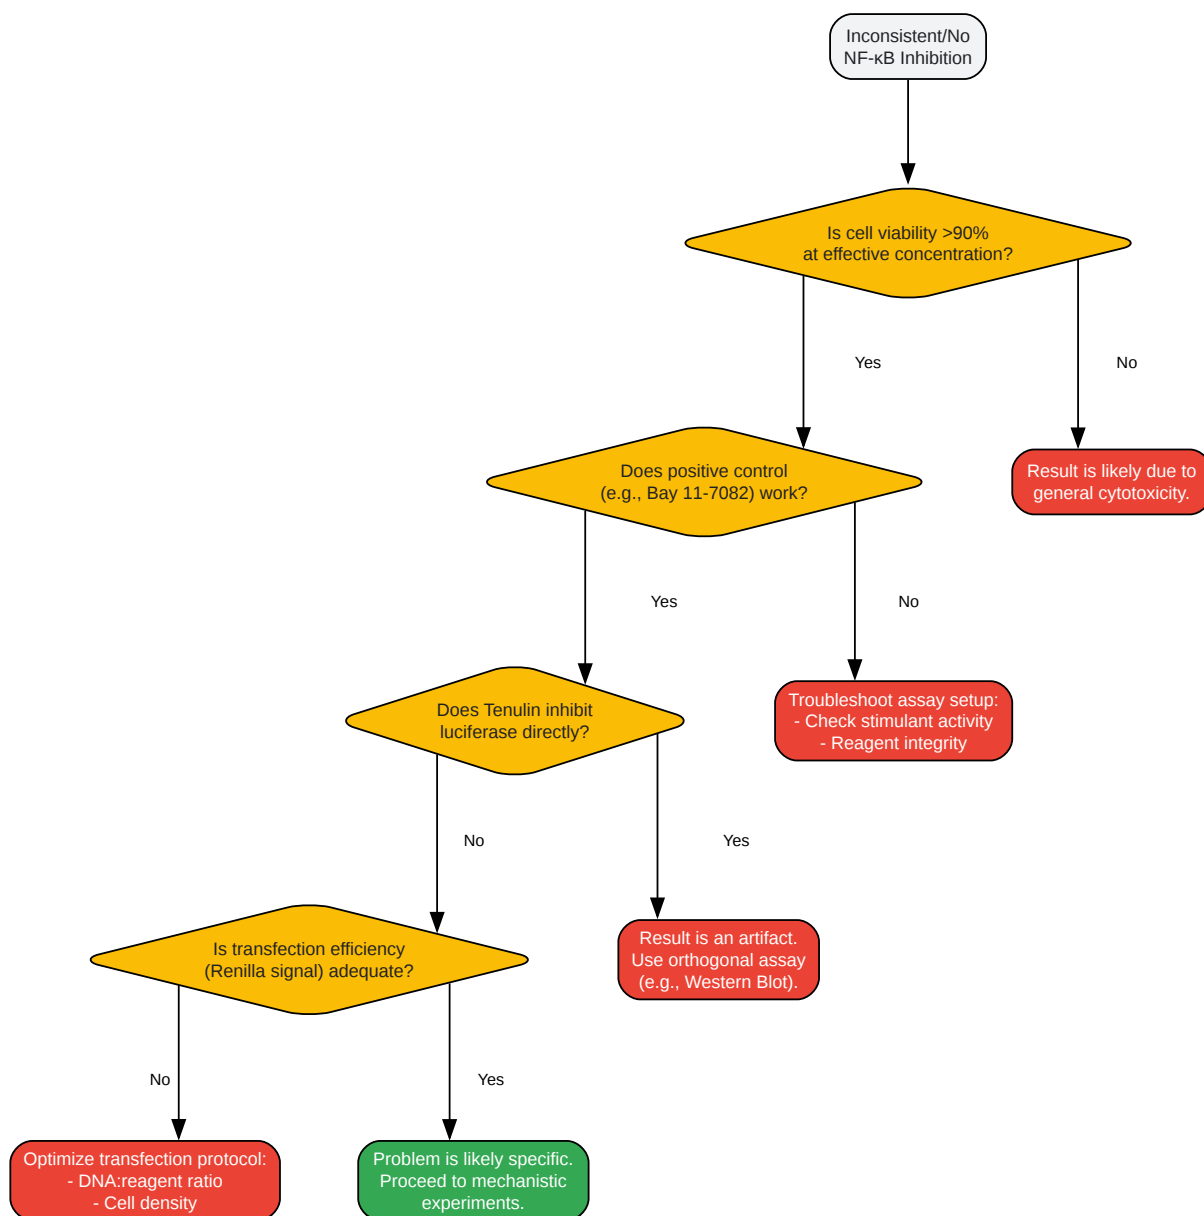 Inconsistent/No
NF-κB Inhibition
Is cell viability >90%
at effective concentration?
Yes
No
Does positive control
(e.g., Bay 11-7082) work?
Result is likely due to
general cytotoxicity.
Yes
No
Does Tenulin inhibit
luciferase directly?
Troubleshoot assay setup:
- Check stimulant activity
- Reagent integrity
No
Yes
Is transfection efficiency
(Renilla signal) adequate?
Result is an artifact.
Use orthogonal assay
(e.g., Western Blot).
No
Yes
Optimize transfection protocol:
- DNA:reagent ratio
- Cell density
Problem is likely specific.
Proceed to mechanistic
experiments.